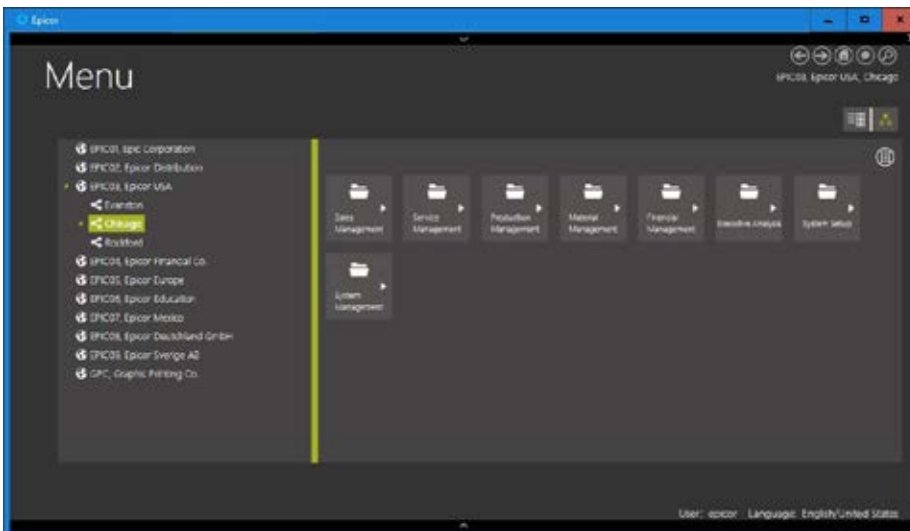 Epicor
Menu
EPIC03, Epicor USA, Chicago
EPIC01, Epic Corporation
EPIC02, Epicor Distribution
EPIC03, Epicor USA
Evanston
Chicago
Rockford
EPIC04, Epicor Financial Co.
EPIC05, Epicor Europe
EPIC06, Epicor Education
EPIC07, Epicor Mexico
EPIC08, Epicor Deutchland GmbH
EPIC09, Epicor Sverige AB
GPC, Graphic Printing Co.
Sales
Management
Service
Management
Production
Management
Material
Management
Financial
Management
Executive Analysis
System Setup
System
Management
User: epicor Language: English/United States